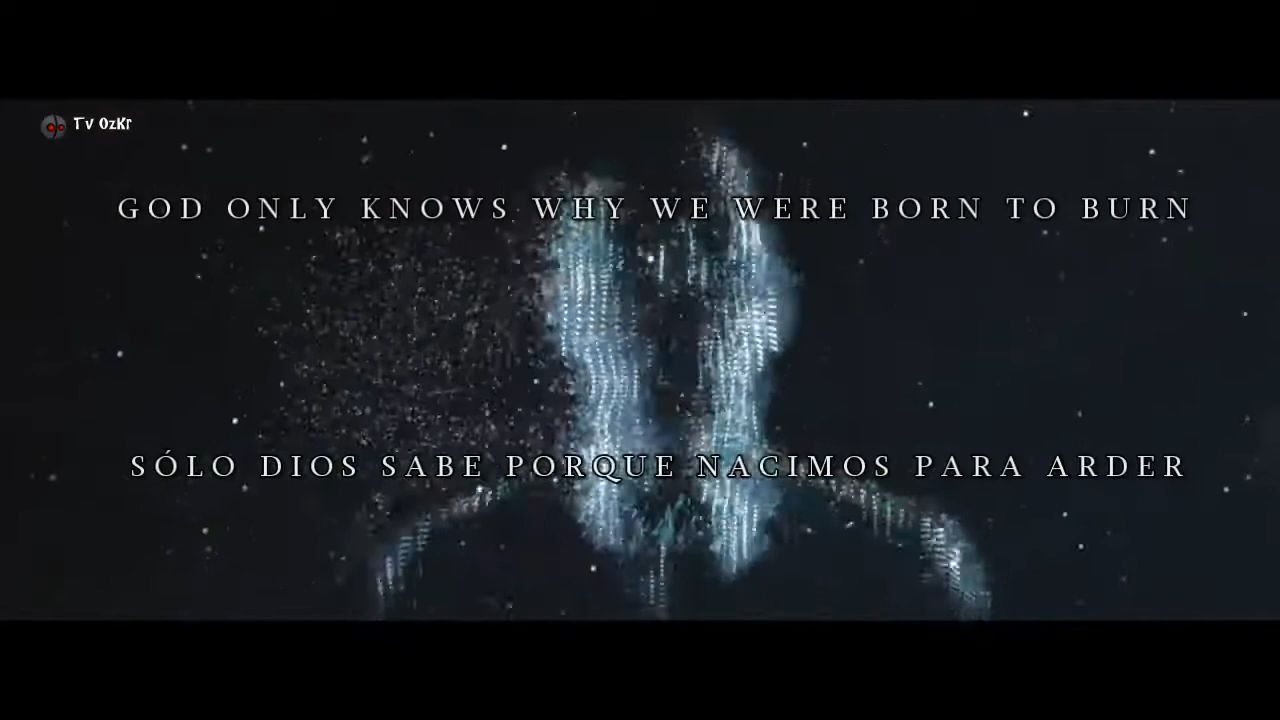 Tv OzKr
GOD ONLY KNOWS WHY WE WERE BORN TO BURN
SÓLO DIOS SABE PORQUE NACIMOS PARA ARDER